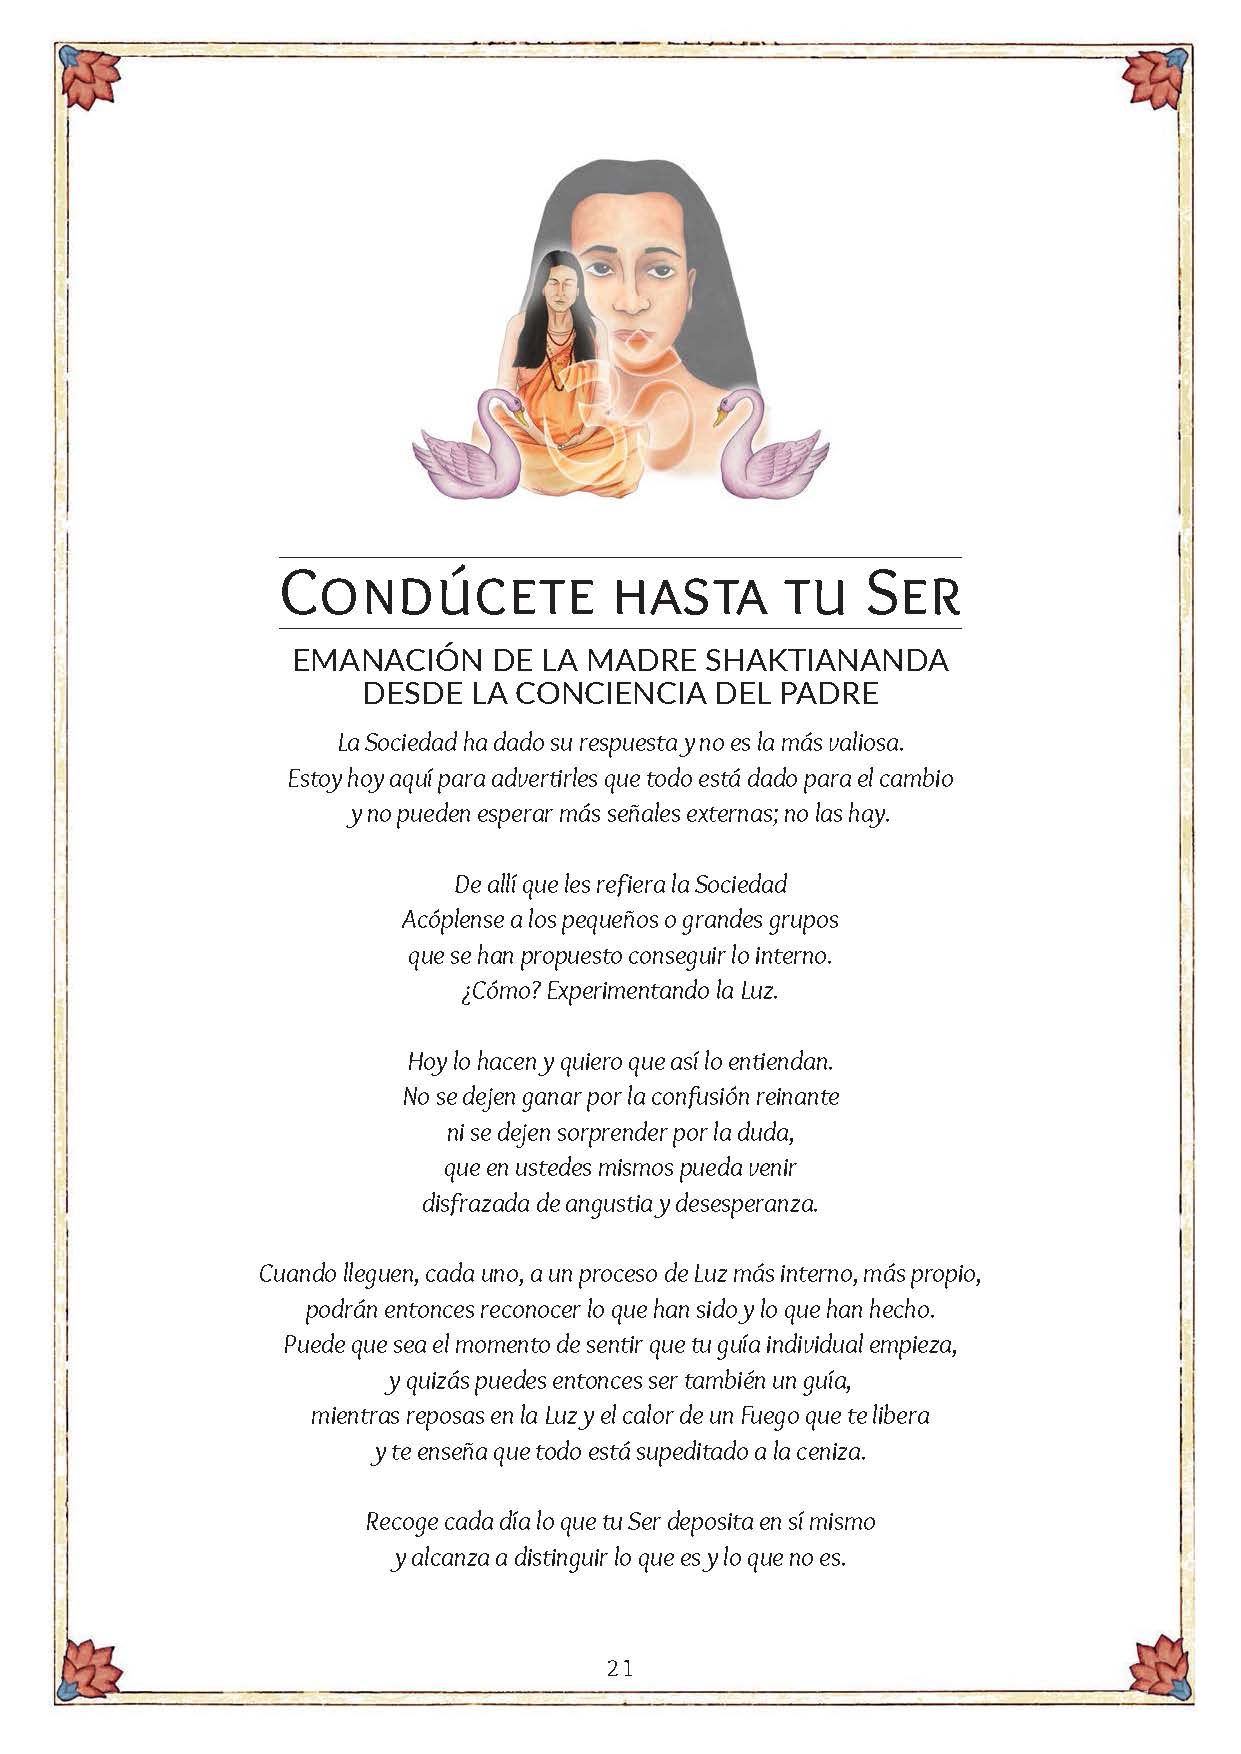 Condúcete hasta tu Ser
EMANACIÓN DE LA MADRE SHAKTIANANDA
DESDE LA CONCIENCIA DEL PADRE
La Sociedad ha dado su respuesta y no es la más valiosa.
Estoy hoy aquí para advertirles que todo está dado para el cambio
y no pueden esperar más señales externas; no las hay.
De allí que les refiera la Sociedad
Acóplense a los pequeños o grandes grupos
que se han propuesto conseguir lo interno.
¿Cómo? Experimentando la Luz.
Hoy lo hacen y quiero que así lo entiendan.
No se dejen ganar por la confusión reinante
ni se dejen sorprender por la duda,
que en ustedes mismos pueda venir
disfrazada de angustia y desesperanza.
Cuando lleguen, cada uno, a un proceso de Luz más interno, más propio,
podrán entonces reconocer lo que han sido y lo que han hecho.
Puede que sea el momento de sentir que tu guía individual empieza,
y quizás puedes entonces ser también un guía,
mientras reposas en la Luz y el calor de un Fuego que te libera
y te enseña que todo está supeditado a la ceniza.
Recoge cada día lo que tu Ser deposita en sí mismo
y alcanza a distinguir lo que es y lo que no es.
21